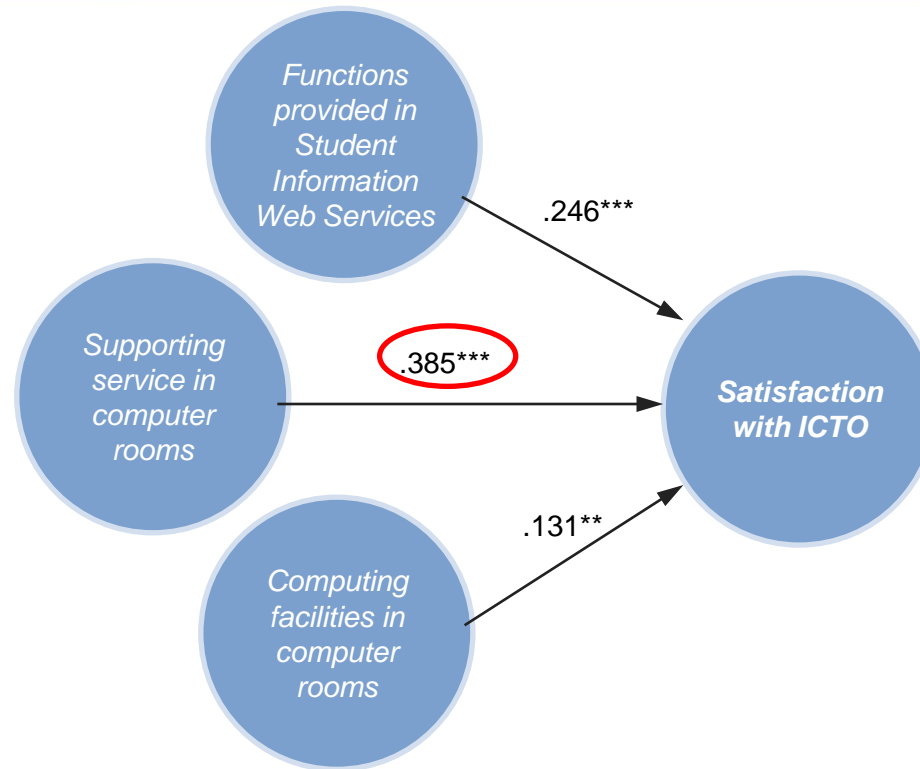 Functions
provided in
Student
Information
Web Services
.246***
Supporting
service in
computer
rooms
.385***
Satisfaction
with ICTO
.131**
Computing
facilities in
computer
rooms